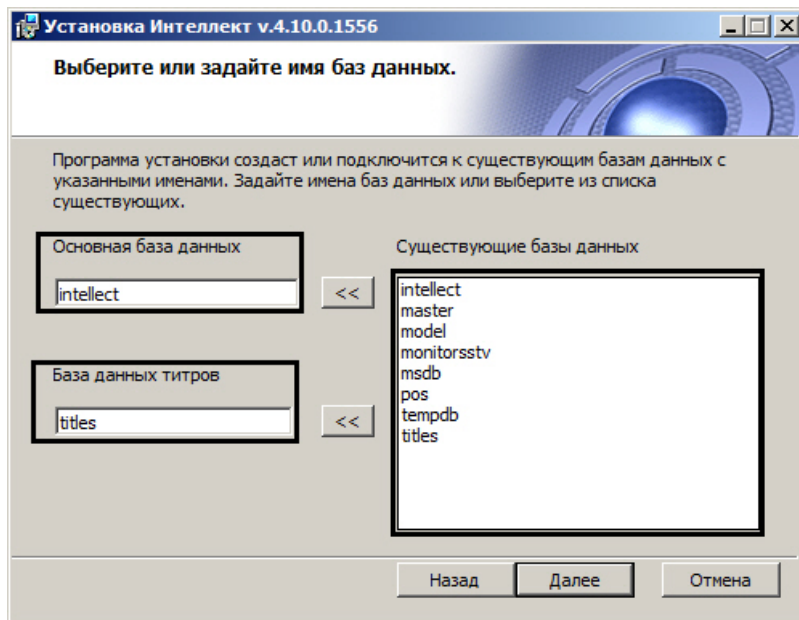 Установка Интеллект v.4.10.0.1556
Выберите или задайте имя баз данных.
Программа установки создаст или подключится к существующим базам данных с
указанными именами. Задайте имена баз данных или выберите из списка
существующих.
Основная база данных
intellect
<<
База данных титров
titles
<<
Существующие базы данных
intellect
master
model
monitorsstv
msdb
pos
tempdb
titles
Назад
Далее
Отмена